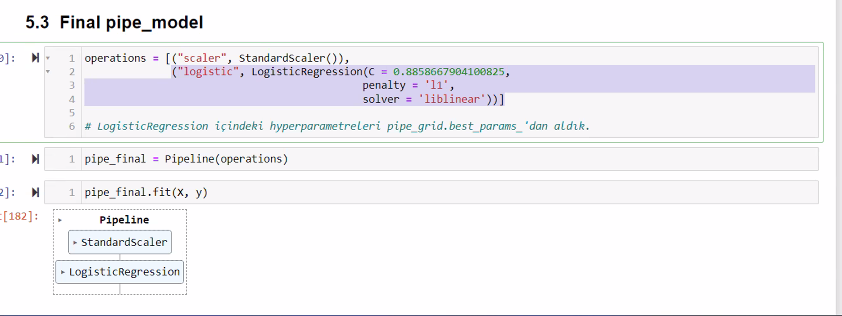 5.3 Final pipe_model
0]:
1 operations = [("scaler", StandardScaler()),
2 ("logistic", LogisticRegression(C = 0.8858667904100825,
3 penalty = 'l1',
4 solver = 'liblinear'))]
5
6 # LogisticRegression içindeki hyperparametreleri pipe_grid.best_params_'dan aldık.
1]:
1 pipe_final = Pipeline(operations)
2]:
1 pipe_final.fit(X, y)
t[182]:
Pipeline
StandardScaler
LogisticRegression